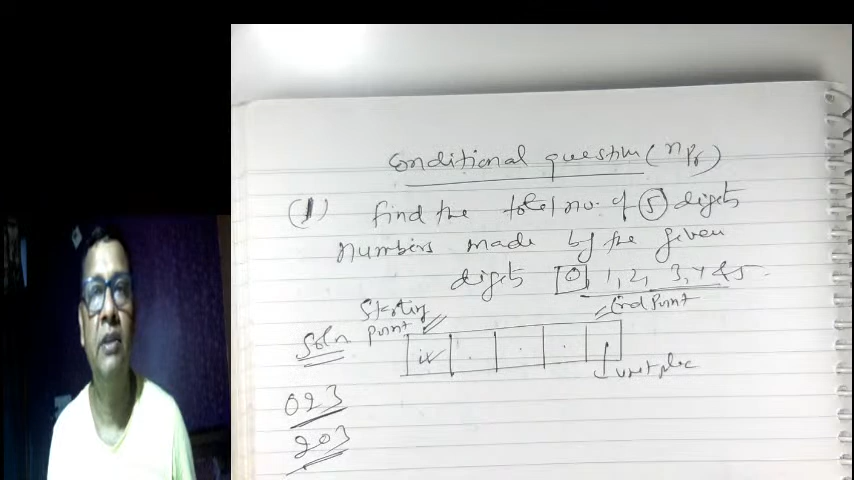 Conditional question (nPr)
(1) find the total no. of 5 digits
numbers made by the given
digits 0, 1, 2, 3, 4 & 5.
Starting point
End Point
Soln
ix
unit place
023
203